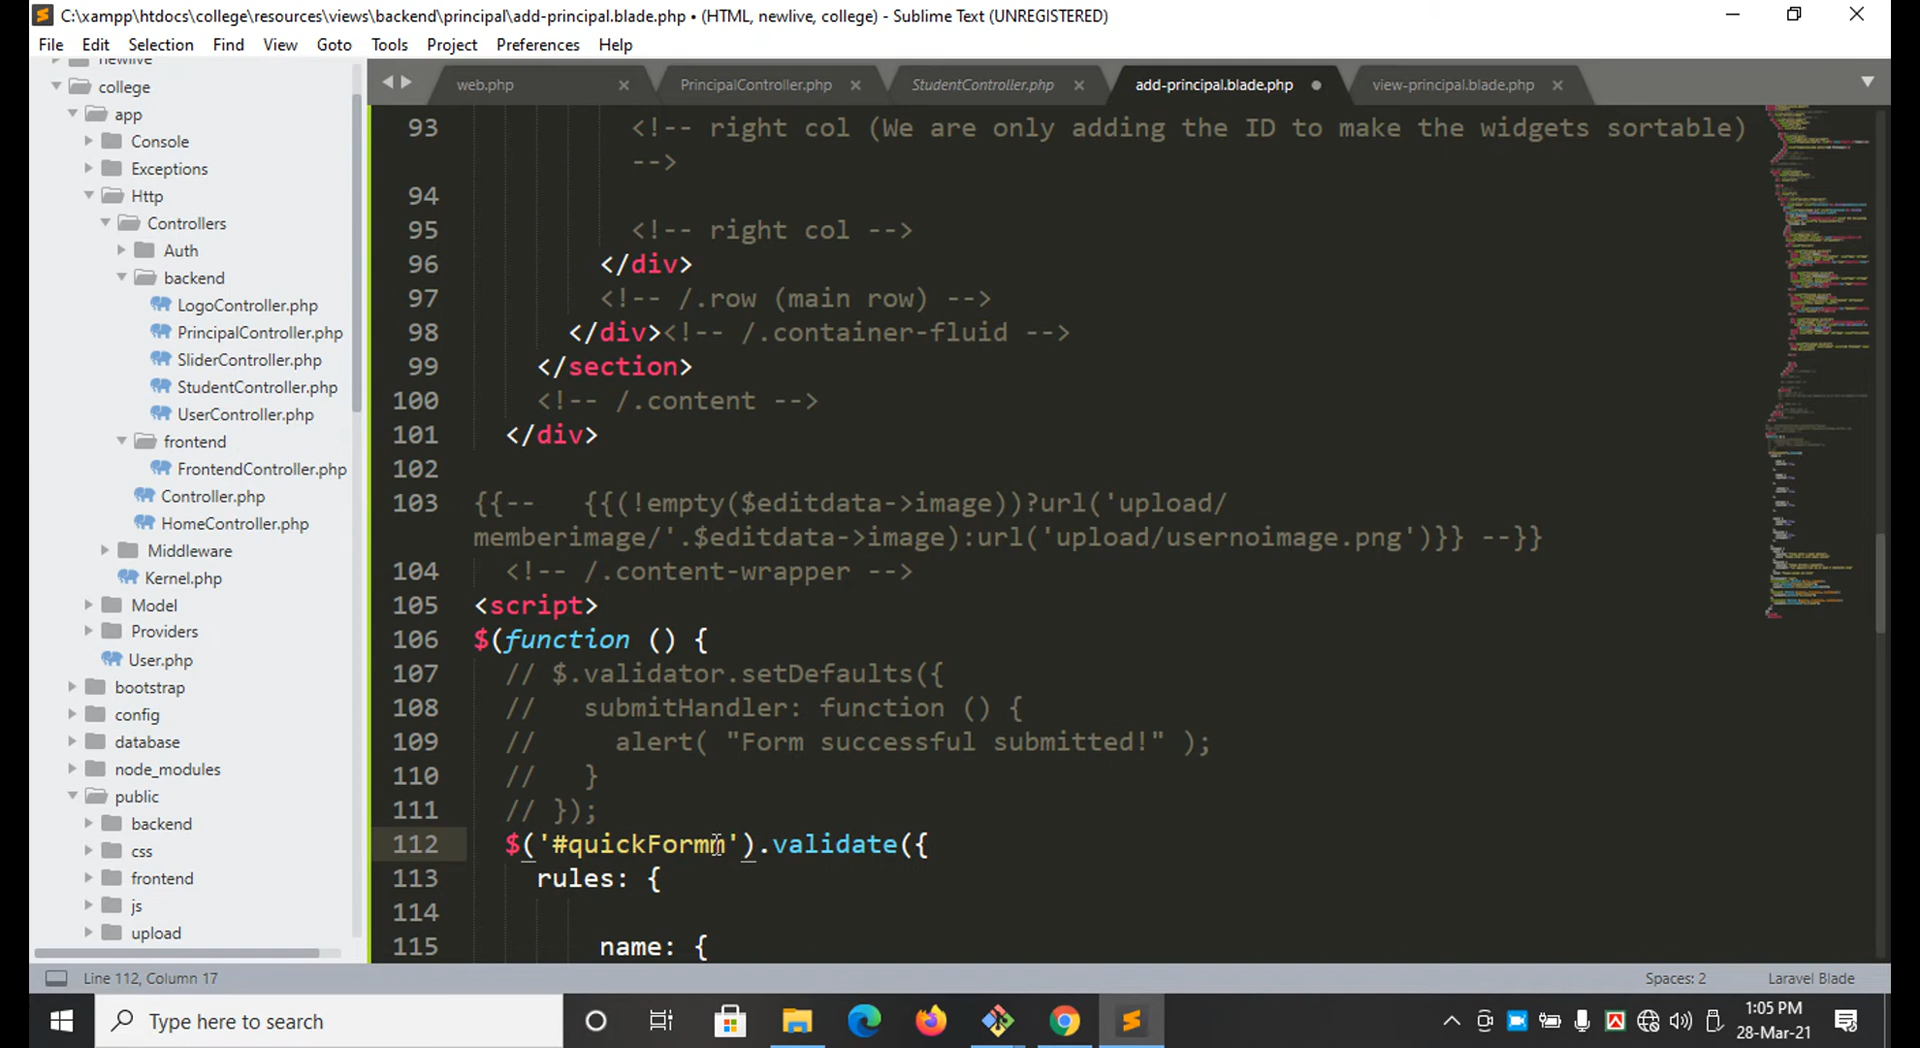 C:\xampp\htdocs\college\resources\views\backend\principal\add-principal.blade.php • (HTML, newlive, college) - Sublime Text (UNREGISTERED)
File Edit Selection Find View Goto Tools Project Preferences Help
newlive
college
app
Console
Exceptions
Http
Controllers
Auth
backend
LogoController.php
PrincipalController.php
SliderController.php
StudentController.php
UserController.php
frontend
FrontendController.php
Controller.php
HomeController.php
Middleware
Kernel.php
Model
Providers
User.php
bootstrap
config
database
node_modules
public
backend
css
frontend
js
upload
web.php PrincipalController.php StudentController.php add-principal.blade.php view-principal.blade.php
93 <!-- right col (We are only adding the ID to make the widgets sortable)
-->
94
95 <!-- right col -->
96 </div>
97 <!-- /.row (main row) -->
98 </div><!-- /.container-fluid -->
99 </section>
100 <!-- /.content -->
101 </div>
102
103 {{-- {{(!empty($editdata->image))?url('upload/
memberimage/'.$editdata->image):url('upload/usernoimage.png')}} --}}
104 <!-- /.content-wrapper -->
105 <script>
106 $(function () {
107 // $.validator.setDefaults({
108 // submitHandler: function () {
109 // alert( "Form successful submitted!" );
110 // }
111 // });
112 $('#quickFormm').validate({
113 rules: {
114
115 name: {
Line 112, Column 17 Spaces: 2 Laravel Blade
Type here to search
1:05 PM
28-Mar-21